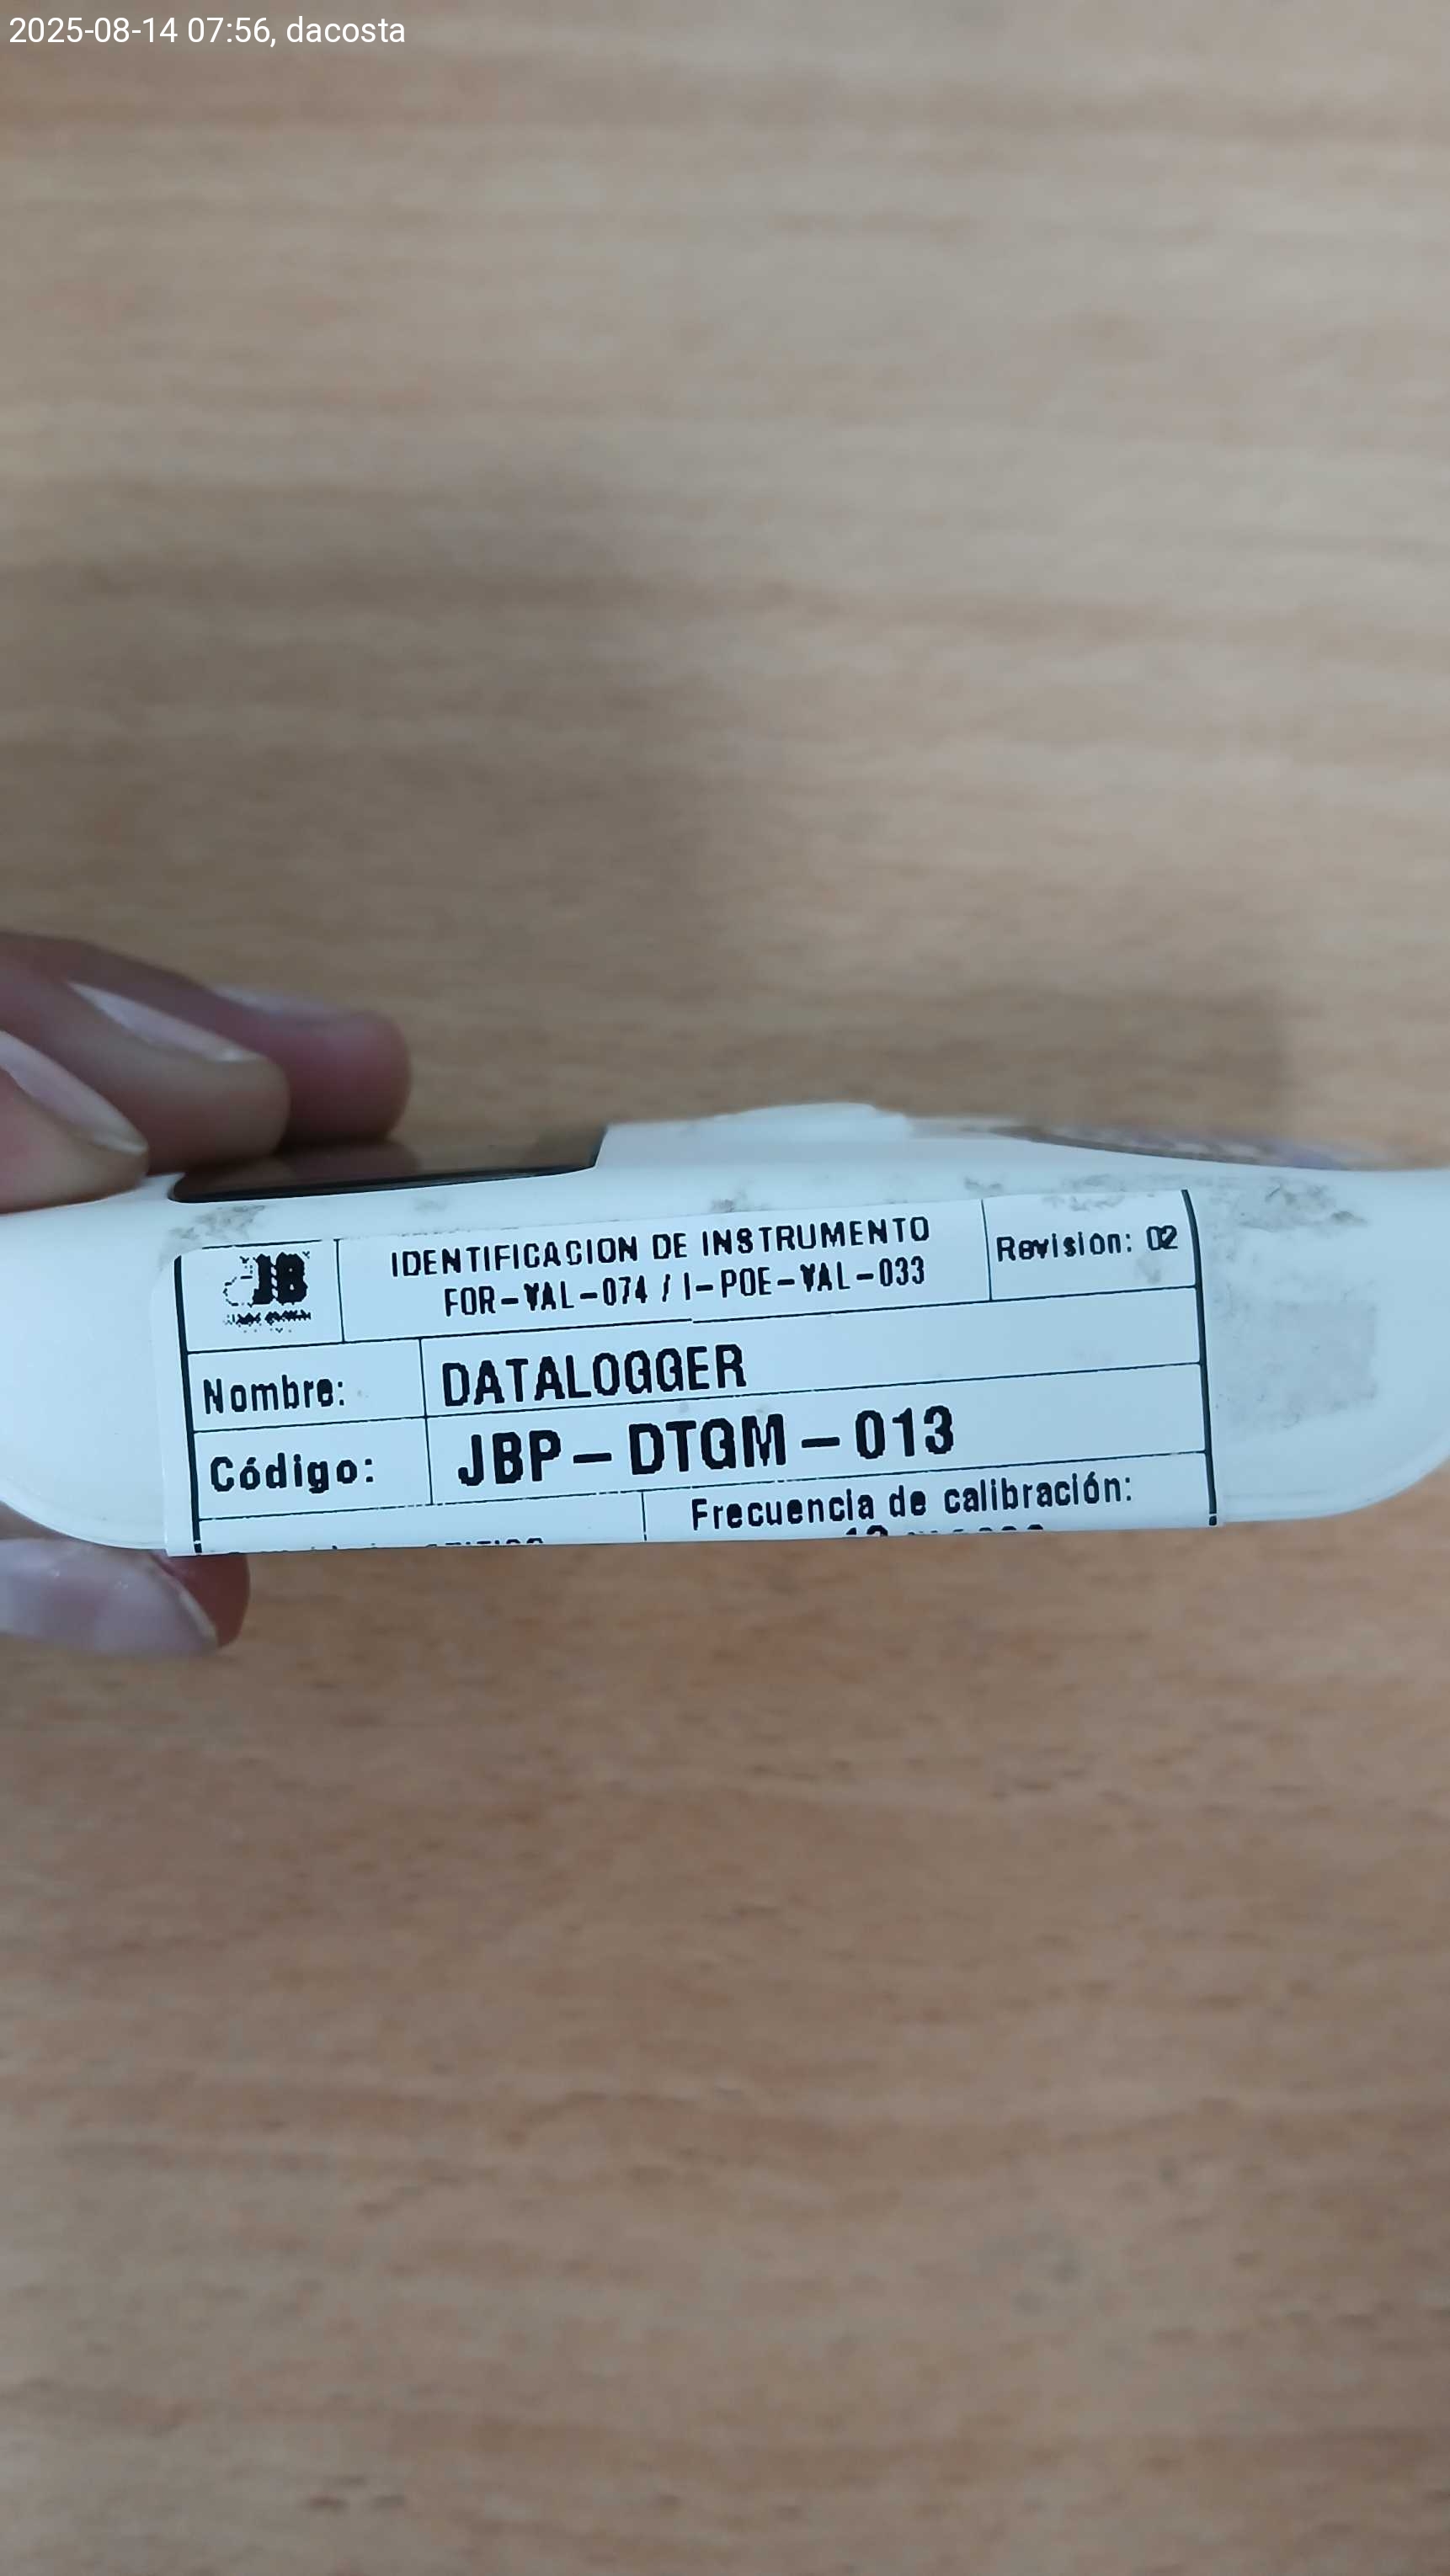 2025-08-14 07:56, dacosta
JB
IDENTIFICACION DE INSTRUMENTO
FOR-VAL-074 / I-POE-VAL-033
Revision: 02
Nombre: DATALOGGER
Código: JBP-DTGM-013
Frecuencia de calibración: